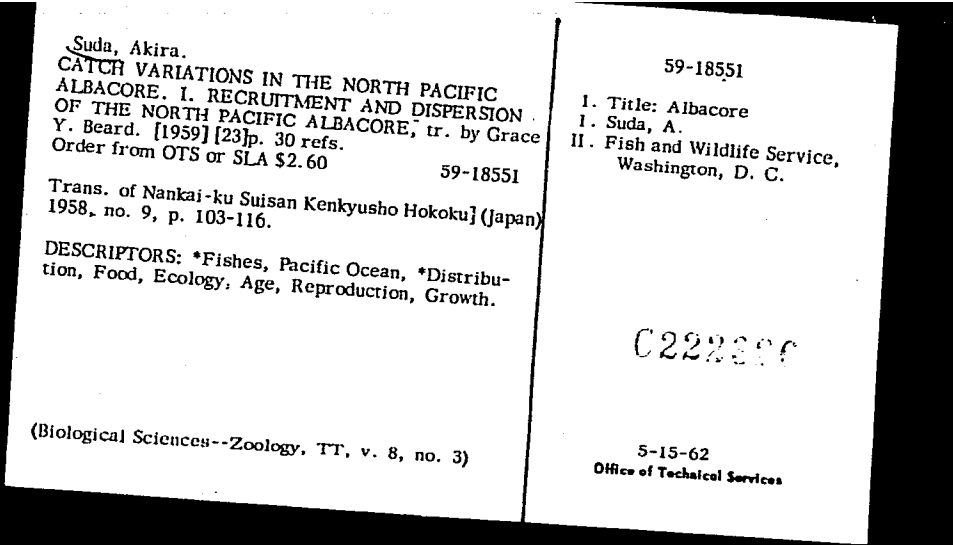 Suda, Akira.
CATCH VARIATIONS IN THE NORTH PACIFIC
ALBACORE. I. RECRUITMENT AND DISPERSION
OF THE NORTH PACIFIC ALBACORE, tr. by Grace
Y. Beard. [1959] [23]p. 30 refs.
Order from OTS or SLA $2.60 59-18551
Trans. of Nankai-ku Suisan Kenkyusho Hokoku] (Japan)
1958, no. 9, p. 103-116.
DESCRIPTORS: *Fishes, Pacific Ocean, *Distribu-
tion, Food, Ecology, Age, Reproduction, Growth.
(Biological Sciences--Zoology, TT, v. 8, no. 3)
59-18551
1. Title: Albacore
I. Suda, A.
II. Fish and Wildlife Service,
Washington, D. C.
5-15-62
Office of Technical Services